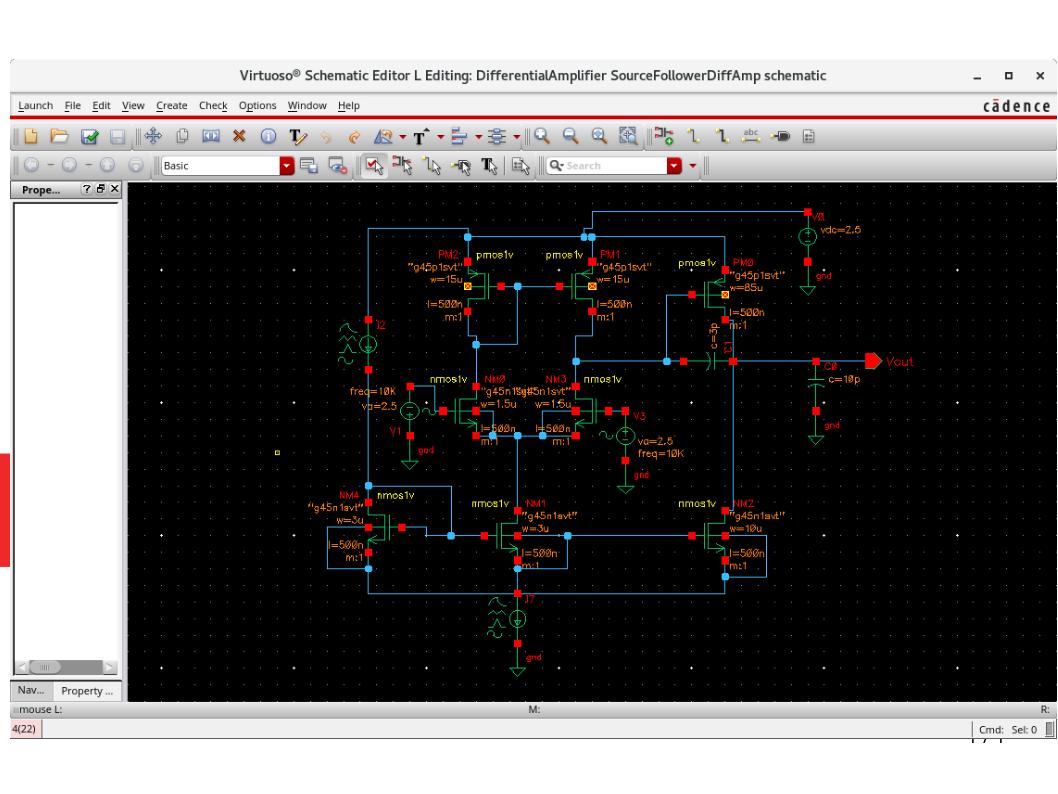 Virtuoso® Schematic Editor L Editing: DifferentialAmplifier SourceFollowerDiffAmp schematic
Launch File Edit View Create Check Options Window Help
cādence
abc
Basic
Search
Prope...
V0
vdc=2.5
gnd
PM2 pmos1v
"g45p1svt"
w=15u
l=500n
m:1
pmos1v PM1
"g45p1svt"
w=15u
l=500n
m:1
pmos1v PM0
"g45p1svt"
w=85u
l=500n
m:1
c=3p
I2
Vout
C0
c=10p
gnd
freq=10K
va=2.5
V1
gnd
nmos1v NM0
w=1.5u
l=500n
m:1
NM3 nmos1v
w=1.5u
l=500n
m:1
V3
va=2.5
freq=10K
gnd
NM4 nmos1v
"g45n1svt"
w=3u
l=500n
m:1
nmos1v NM1
"g45n1svt"
w=3u
l=500n
m:1
nmos1v NM2
"g45n1svt"
w=10u
l=500n
m:1
I7
gnd
Nav... Property ...
mouse L: M: R:
4(22) Cmd: Sel: 0